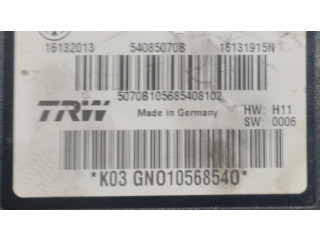 16132013 54085070B 16131915N
5070B105685408102
TRW Made in Germany HW: H11
SW: 0006
*K03 GNO10568540*